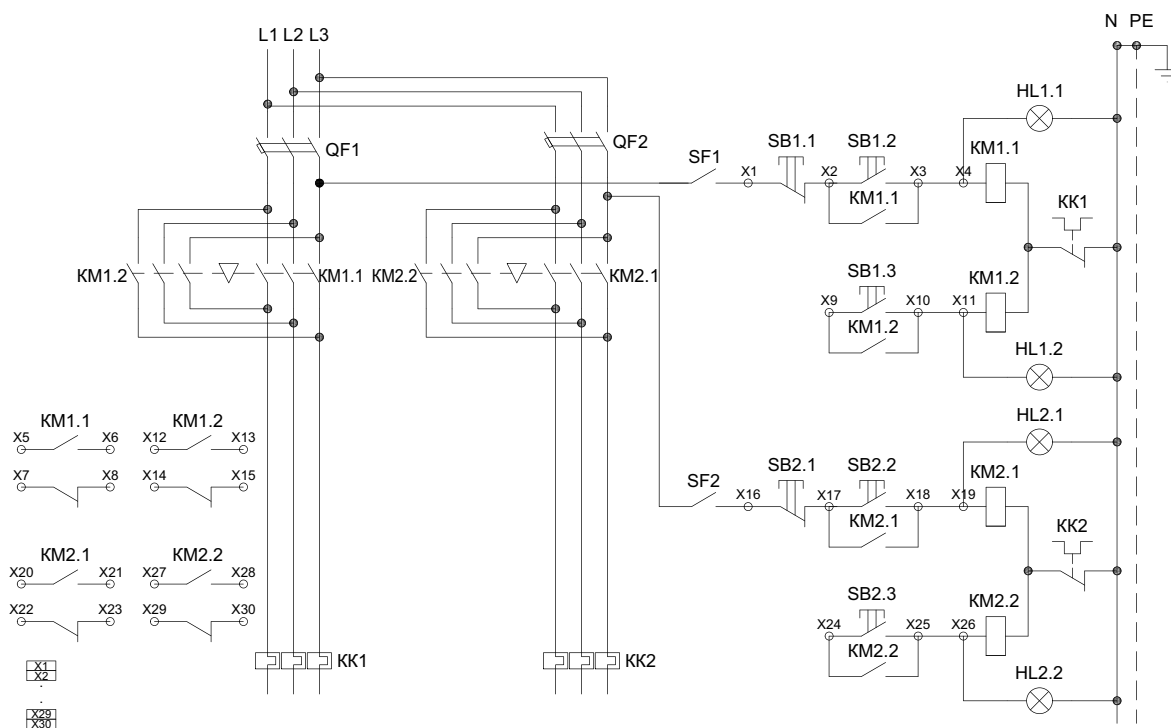 L1 L2 L3
N PE
HL1.1
QF1
QF2
SF1
SB1.1
SB1.2
KM1.1
X1
X2
X3
X4
KM1.1
KK1
KM1.2
KM1.1
KM2.2
KM2.1
SB1.3
KM1.2
X9
X10
X11
KM1.2
HL1.2
KM1.1
KM1.2
X5
X6
X12
X13
X7
X8
X14
X15
HL2.1
SF2
SB2.1
SB2.2
KM2.1
X16
X17
X18
X19
KM2.1
KK2
KM2.1
KM2.2
X20
X21
X27
X28
X22
X23
X29
X30
SB2.3
KM2.2
X24
X25
X26
KM2.2
HL2.2
KK1
KK2
X1
X2
X29
X30